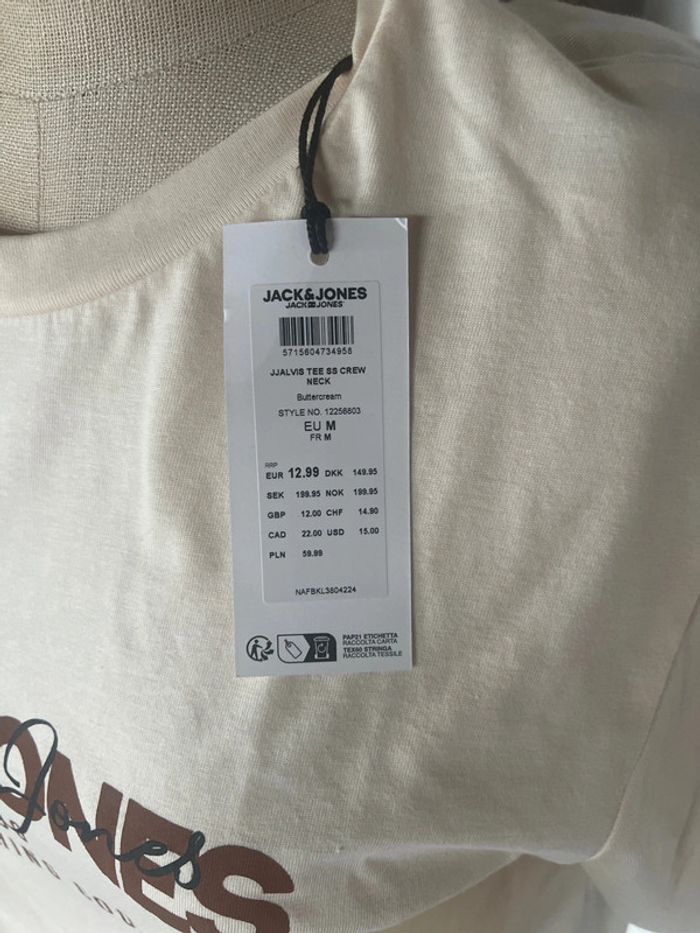 JACK&JONES
JACK & JONES
5715604734958
JJALVIS TEE SS CREW
NECK
Buttercream
STYLE NO. 12256803
EU M
FR M
RRP
EUR 12.99 DKK 149.95
SEK 199.95 NOK 199.95
GBP 12.00 CHF 14.90
CAD 22.00 USD 15.00
PLN 59.99
NAFBKL3804224
PAP21 ETICHETTA
RACCOLTA CARTA
TEX60 STRINGA
RACCOLTA TESSILE
ONES
Jones